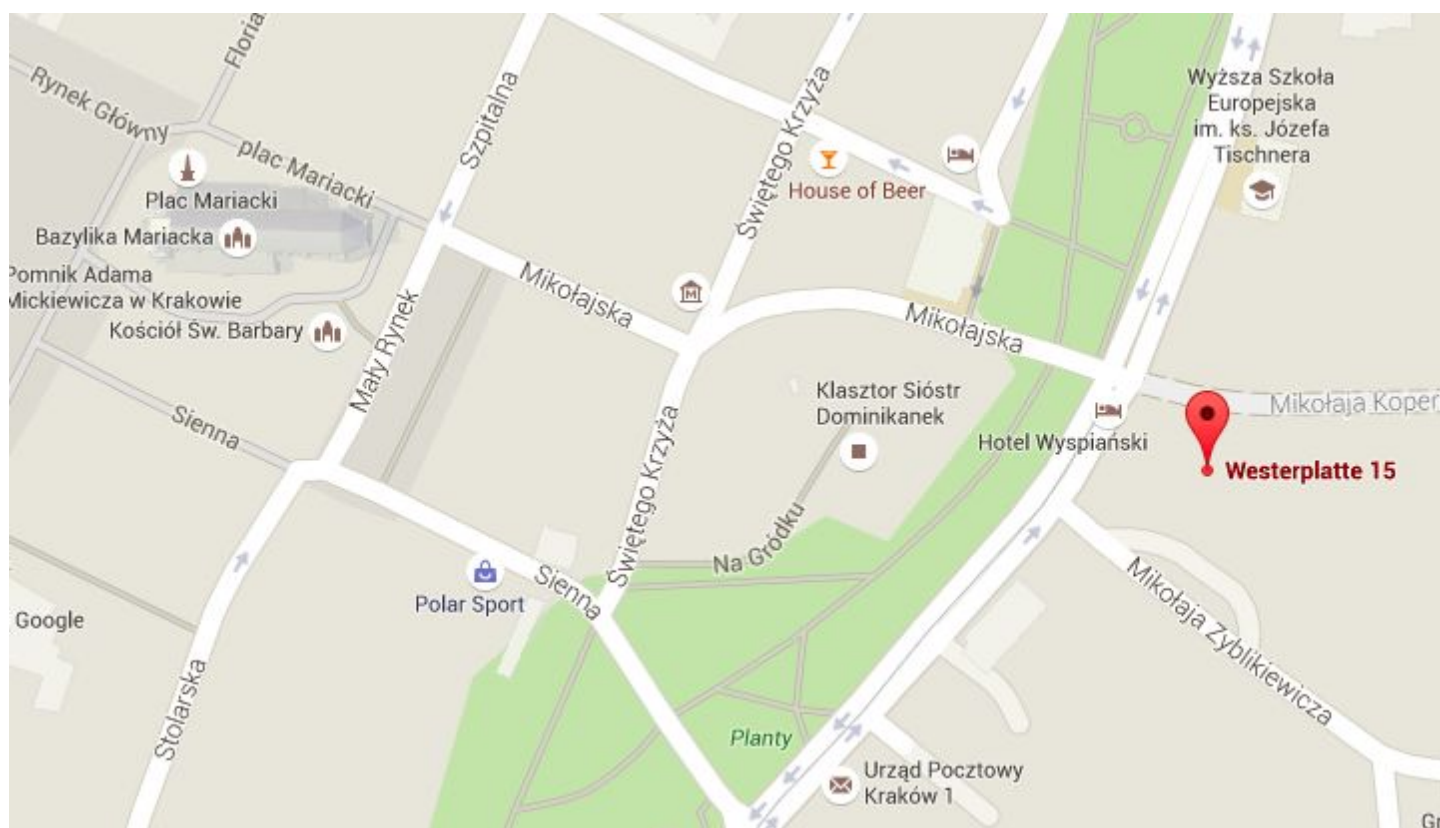 Floria
Rynek Główny
plac Mariacki
Plac Mariacki
Bazylika Mariacka
Pomnik Adama
Mickiewicza w Krakowie
Kościół Św. Barbary
Szpitalna
Mały Rynek
Sienna
Stolarska
Google
Mikołajska
Świętego Krzyża
House of Beer
Mikołajska
Świętego Krzyża
Klasztor Sióstr
Dominikanek
Na Gródku
Polar Sport
Sienna
Planty
Urząd Pocztowy
Kraków 1
Wyższa Szkoła
Europejska
im. ks. Józefa
Tischnera
Hotel Wyspiański
Mikołaja Koper
Westerplatte 15
Mikołaja Zyblikiewicza
Gr